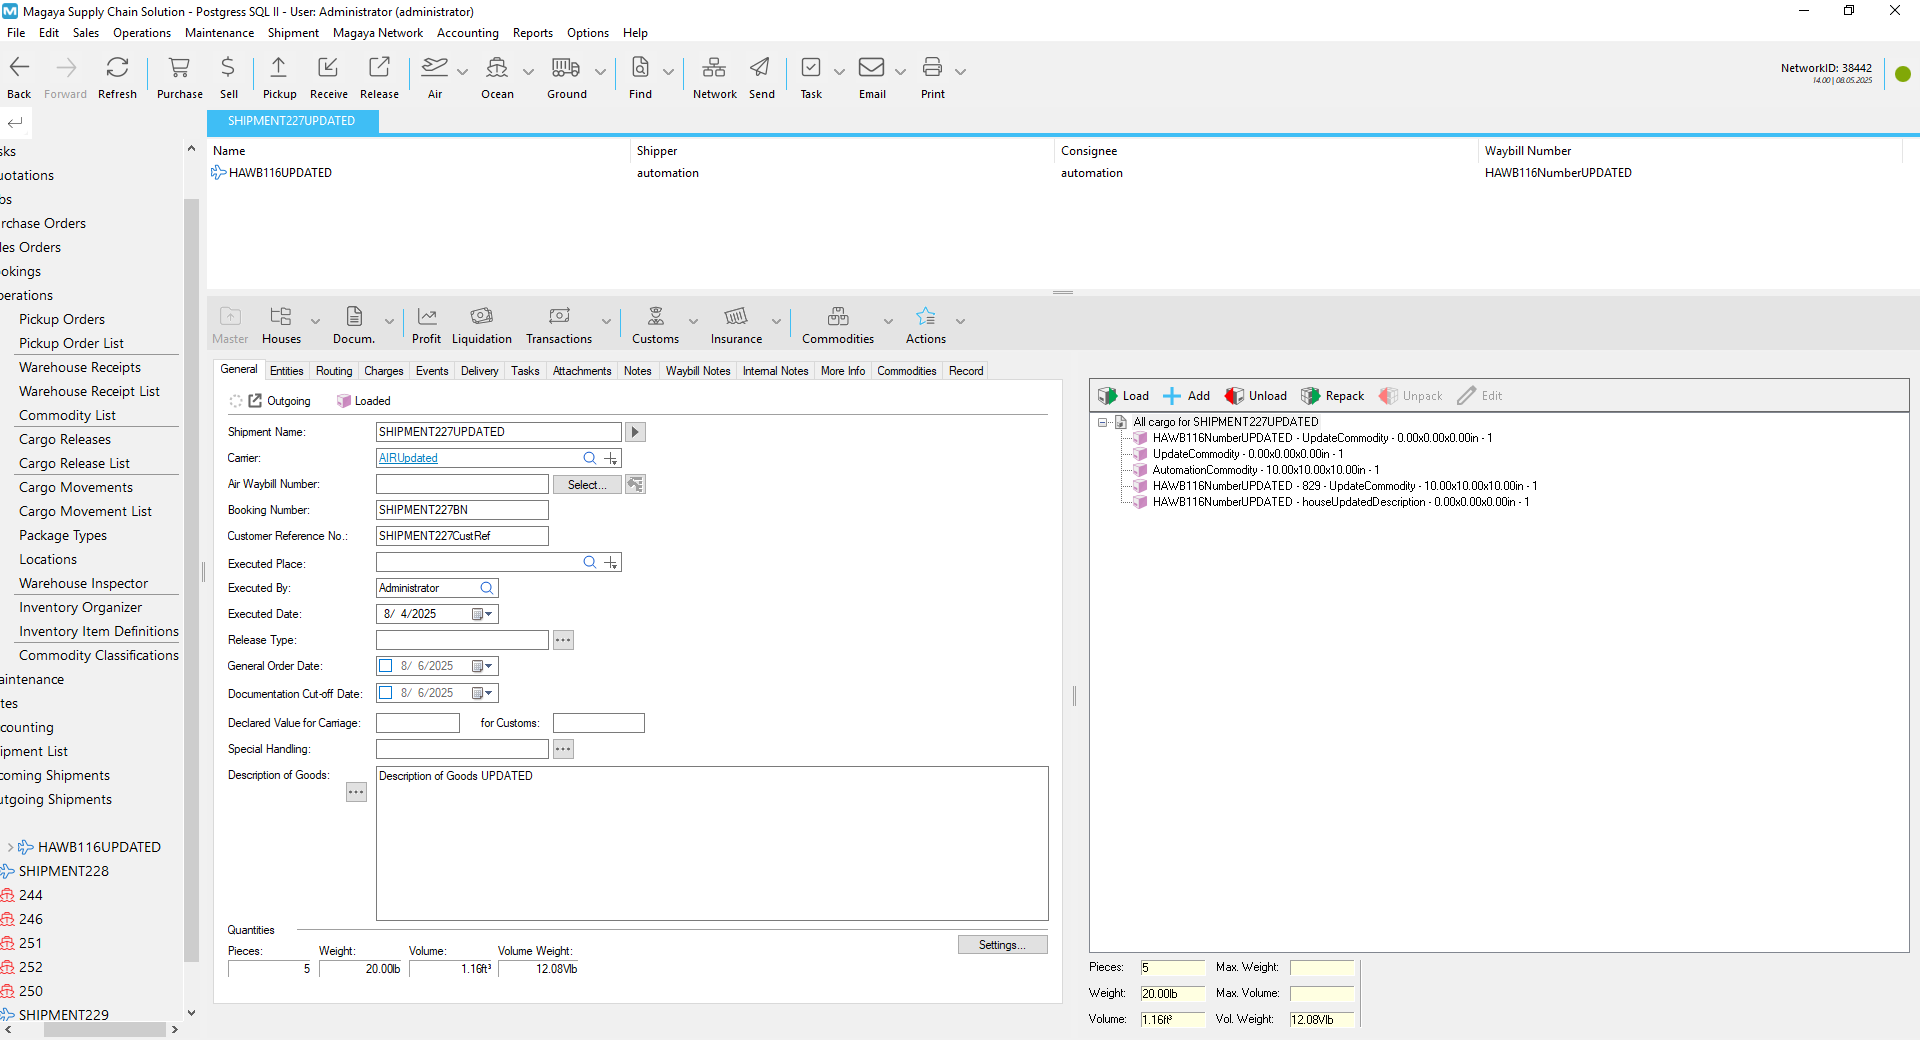 Magaya Supply Chain Solution - Postgress SQL II - User: Administrator (administrator)
File Edit Sales Operations Maintenance Shipment Magaya Network Accounting Reports Options Help
Back Forward Refresh Purchase Sell Pickup Receive Release Air Ocean Ground Find Network Send Task Email Print
NetworkID: 38442
14.00 | 08.05.2025
SHIPMENT227UPDATED
Name Shipper Consignee Waybill Number
HAWB116UPDATED automation automation HAWB116NumberUPDATED
sks
uotations
bs
rchase Orders
les Orders
ookings
perations
Pickup Orders
Pickup Order List
Warehouse Receipts
Warehouse Receipt List
Commodity List
Cargo Releases
Cargo Release List
Cargo Movements
Cargo Movement List
Package Types
Locations
Warehouse Inspector
Inventory Organizer
Inventory Item Definitions
Commodity Classifications
aintenance
tes
counting
ipment List
coming Shipments
utgoing Shipments
HAWB116UPDATED
SHIPMENT228
244
246
251
252
250
SHIPMENT229
Master Houses Docum. Profit Liquidation Transactions Customs Insurance Commodities Actions
General Entities Routing Charges Events Delivery Tasks Attachments Notes Waybill Notes Internal Notes More Info Commodities Record
Outgoing Loaded
Shipment Name: SHIPMENT227UPDATED
Carrier: AIRUpdated
Air Waybill Number: Select...
Booking Number: SHIPMENT227BN
Customer Reference No.: SHIPMENT227CustRef
Executed Place:
Executed By: Administrator
Executed Date: 8/ 4/2025
Release Type:
General Order Date: 8/ 6/2025
Documentation Cut-off Date: 8/ 6/2025
Declared Value for Carriage: for Customs:
Special Handling:
Description of Goods: Description of Goods UPDATED
Quantities
Settings...
Pieces: Weight: Volume: Volume Weight:
5 20.00lb 1.16ft³ 12.08Vlb
Load Add Unload Repack Unpack Edit
All cargo for SHIPMENT227UPDATED
HAWB116NumberUPDATED - UpdateCommodity - 0.00x0.00x0.00in - 1
UpdateCommodity - 0.00x0.00x0.00in - 1
AutomationCommodity - 10.00x10.00x10.00in - 1
HAWB116NumberUPDATED - 829 - UpdateCommodity - 10.00x10.00x10.00in - 1
HAWB116NumberUPDATED - houseUpdatedDescription - 0.00x0.00x0.00in - 1
Pieces: 5 Max. Weight:
Weight: 20.00lb Max. Volume:
Volume: 1.16ft³ Vol. Weight: 12.08Vlb